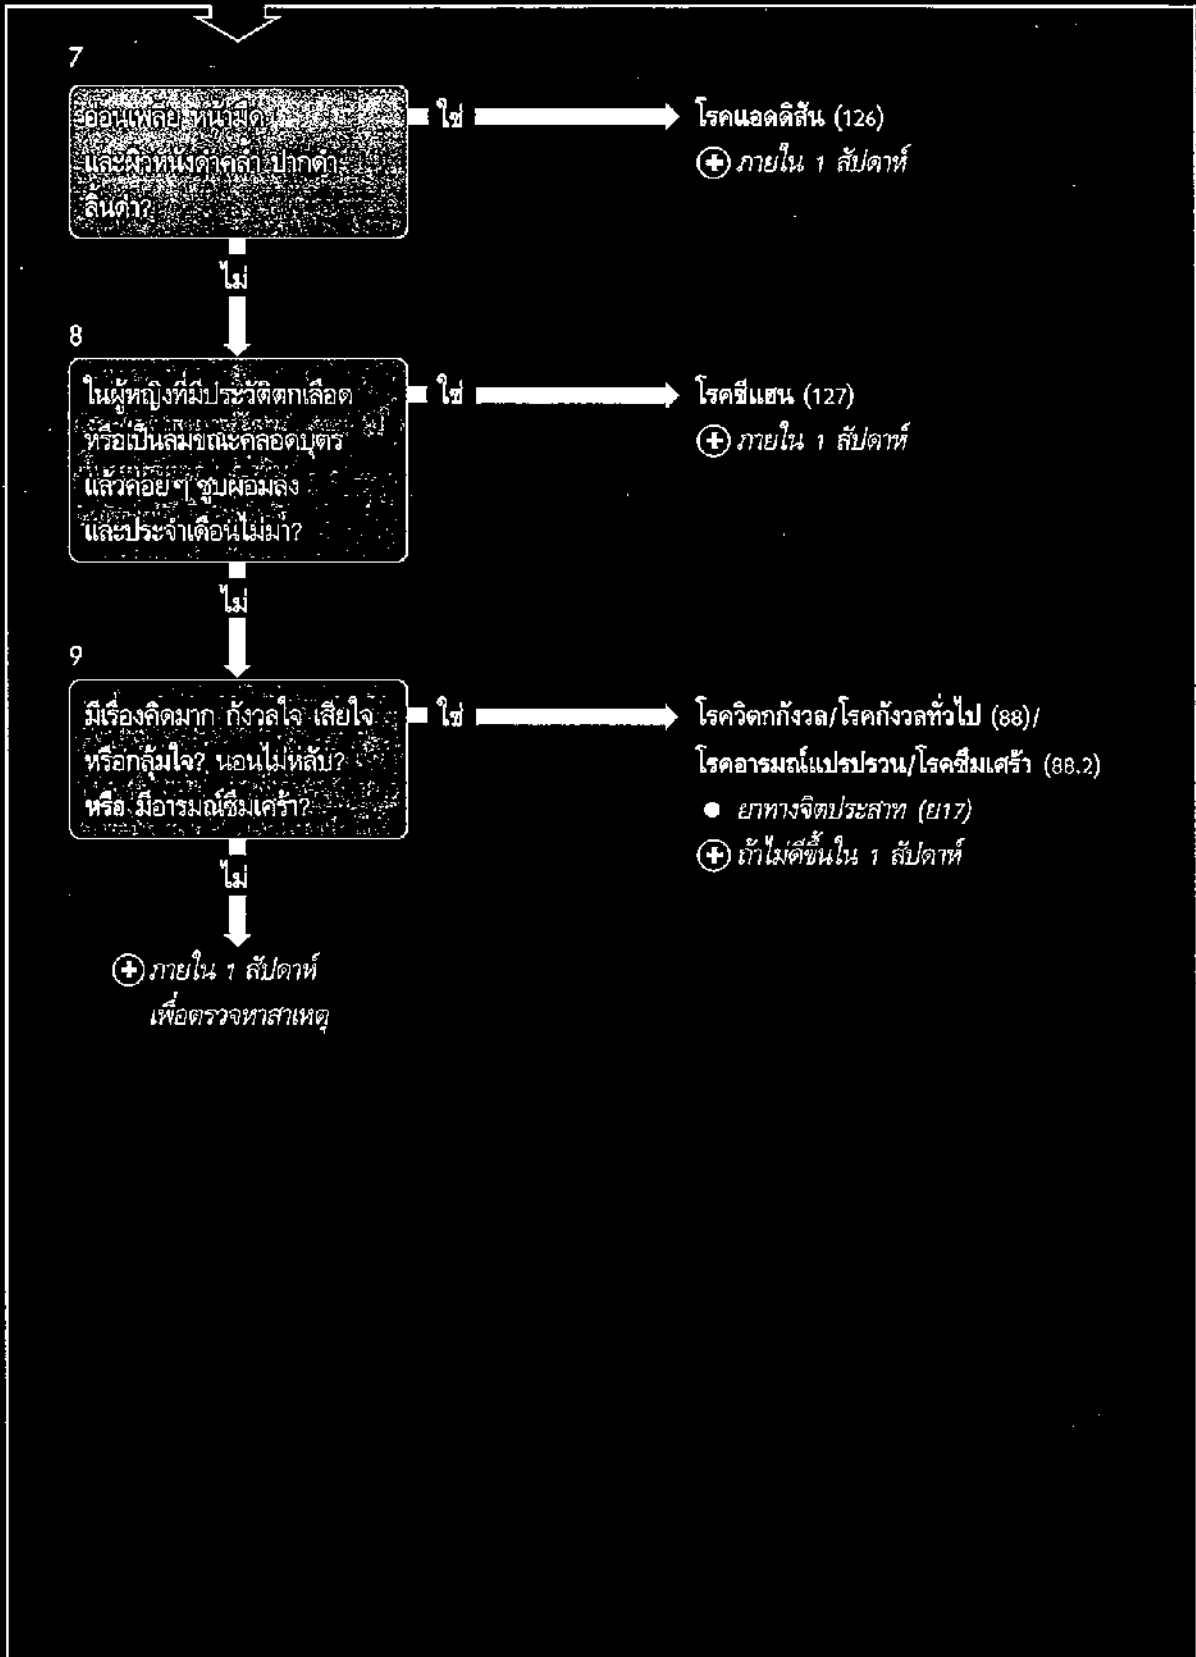 7
อ่อนเพลีย หน้ามืด
และผิวหนังดำคล้ำ ปากดำ
ลิ้นดำ?
ใช่
โรคแอดดิสัน (126)
ภายใน 1 สัปดาห์
ไม่
8
ในผู้หญิงที่มีประวัติตกเลือด
หรือเป็นลมขณะคลอดบุตร
แล้วค่อยๆ ซูบผอมลง
และประจำเดือนไม่มา?
ใช่
โรคชีแฮน (127)
ภายใน 1 สัปดาห์
ไม่
9
มีเรื่องคิดมาก กังวลใจ เสียใจ
หรือกลุ้มใจ? นอนไม่หลับ?
หรือ มีอารมณ์ซึมเศร้า?
ใช่
โรควิตกกังวล/โรคกังวลทั่วไป (88)/
โรคอารมณ์แปรปรวน/โรคซึมเศร้า (88.2)
● ยาทางจิตประสาท (ย17)
ถ้าไม่ดีขึ้นใน 1 สัปดาห์
ไม่
ภายใน 1 สัปดาห์
เพื่อตรวจหาสาเหตุ